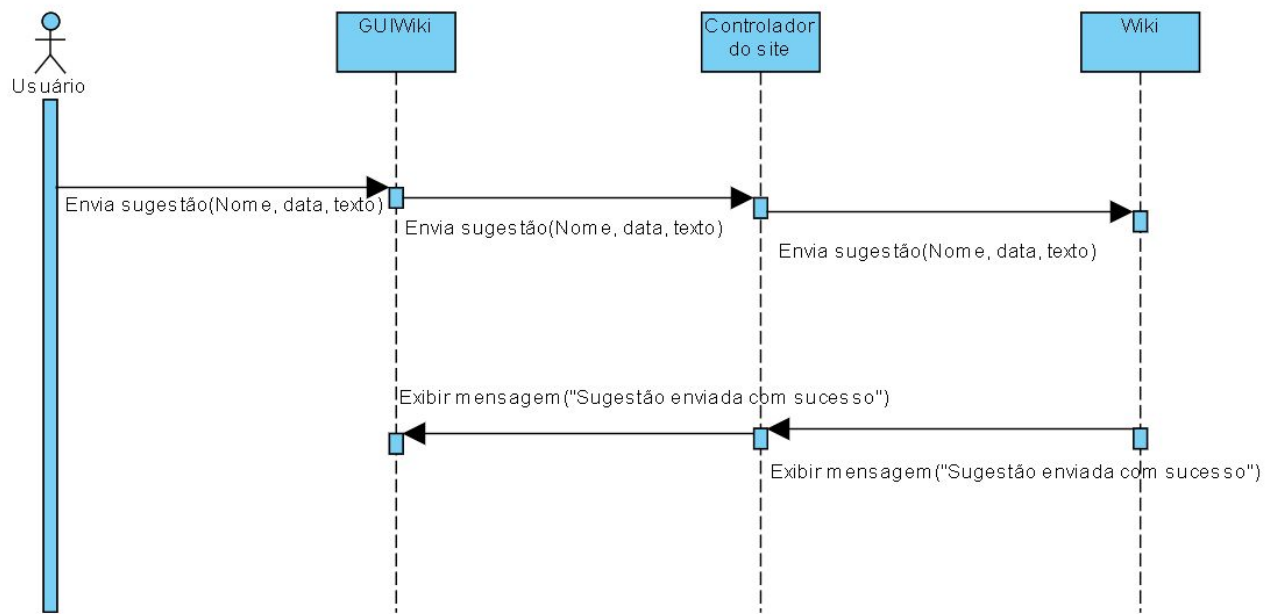 GUIWiki
Controlador
do site
Wiki
Usuário
Envia sugestão(Nome, data, texto)
Envia sugestão(Nome, data, texto)
Envia sugestão(Nome, data, texto)
Exibir mensagem("Sugestão enviada com sucesso")
Exibir mensagem("Sugestão enviada com sucesso")